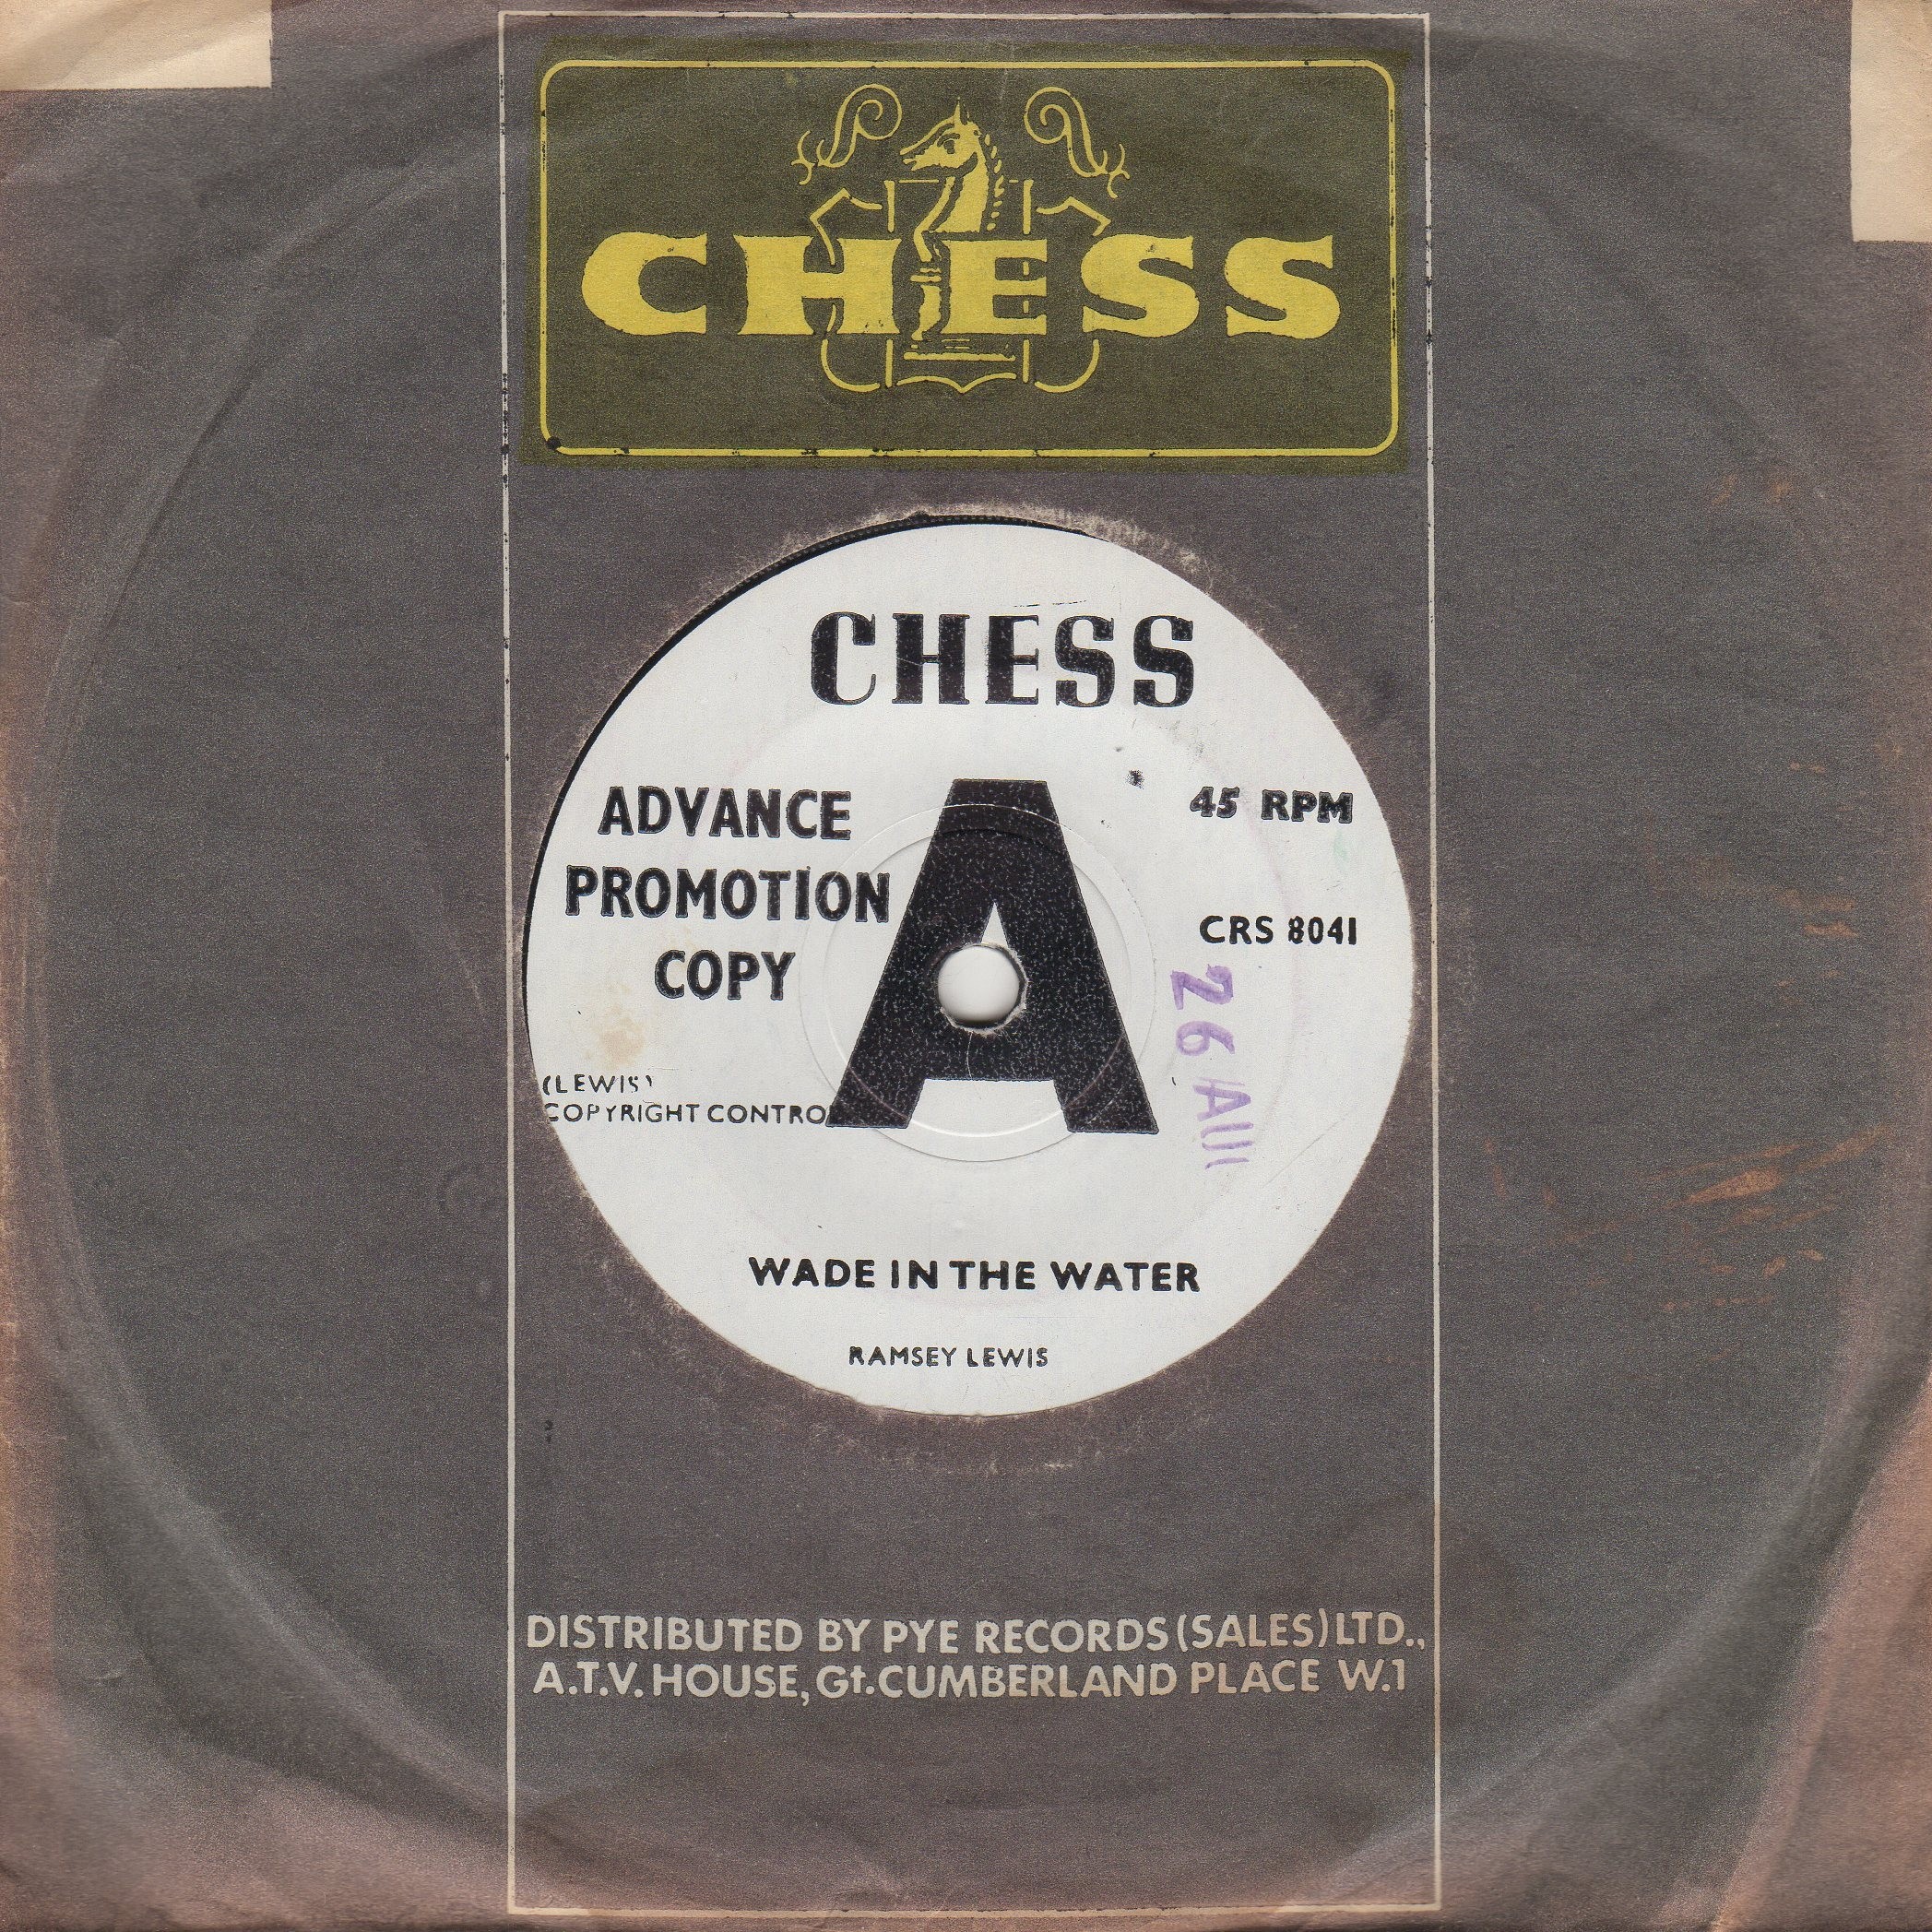 CHESS
CHESS
ADVANCE
PROMOTION
COPY
A
45 RPM
CRS 8041
26 AU
(LEWIS)
COPYRIGHT CONTRO
WADE IN THE WATER
RAMSEY LEWIS
DISTRIBUTED BY PYE RECORDS (SALES) LTD.,
A.T.V. HOUSE, Gt. CUMBERLAND PLACE W.1